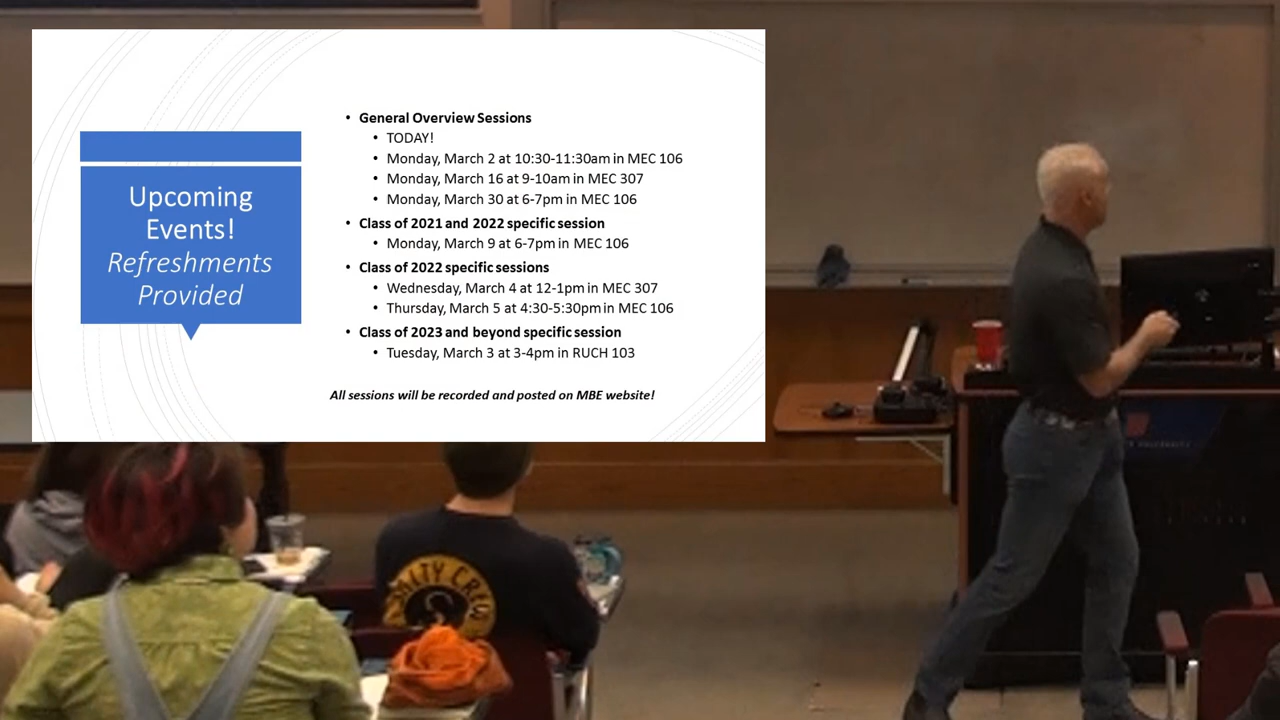 Upcoming
Events!
Refreshments
Provided
• General Overview Sessions
• TODAY!
• Monday, March 2 at 10:30-11:30am in MEC 106
• Monday, March 16 at 9-10am in MEC 307
• Monday, March 30 at 6-7pm in MEC 106
• Class of 2021 and 2022 specific session
• Monday, March 9 at 6-7pm in MEC 106
• Class of 2022 specific sessions
• Wednesday, March 4 at 12-1pm in MEC 307
• Thursday, March 5 at 4:30-5:30pm in MEC 106
• Class of 2023 and beyond specific session
• Tuesday, March 3 at 3-4pm in RUCH 103
All sessions will be recorded and posted on MBE website!
SALTY CREW